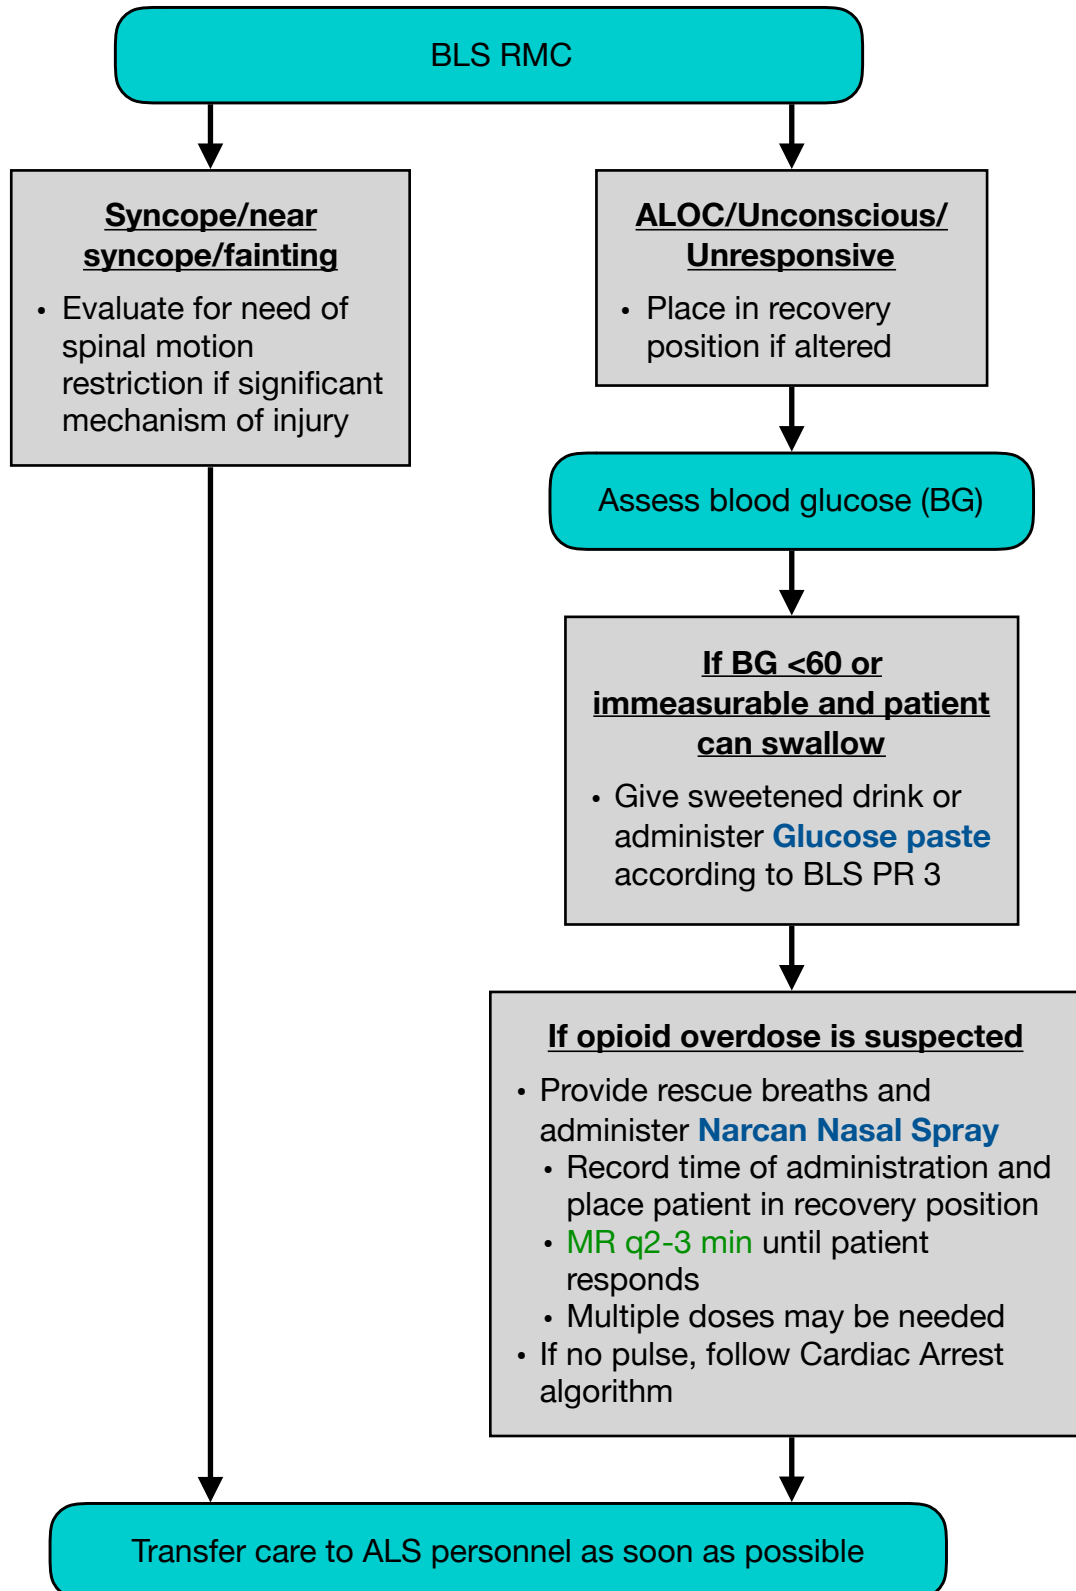 BLS RMC
Syncope/near
syncope/fainting
• Evaluate for need of
spinal motion
restriction if significant
mechanism of injury
ALOC/Unconscious/
Unresponsive
• Place in recovery
position if altered
Assess blood glucose (BG)
If BG <60 or
immeasurable and patient
can swallow
• Give sweetened drink or
administer Glucose paste
according to BLS PR 3
If opioid overdose is suspected
• Provide rescue breaths and
administer Narcan Nasal Spray
• Record time of administration and
place patient in recovery position
• MR q2-3 min until patient
responds
• Multiple doses may be needed
• If no pulse, follow Cardiac Arrest
algorithm
Transfer care to ALS personnel as soon as possible